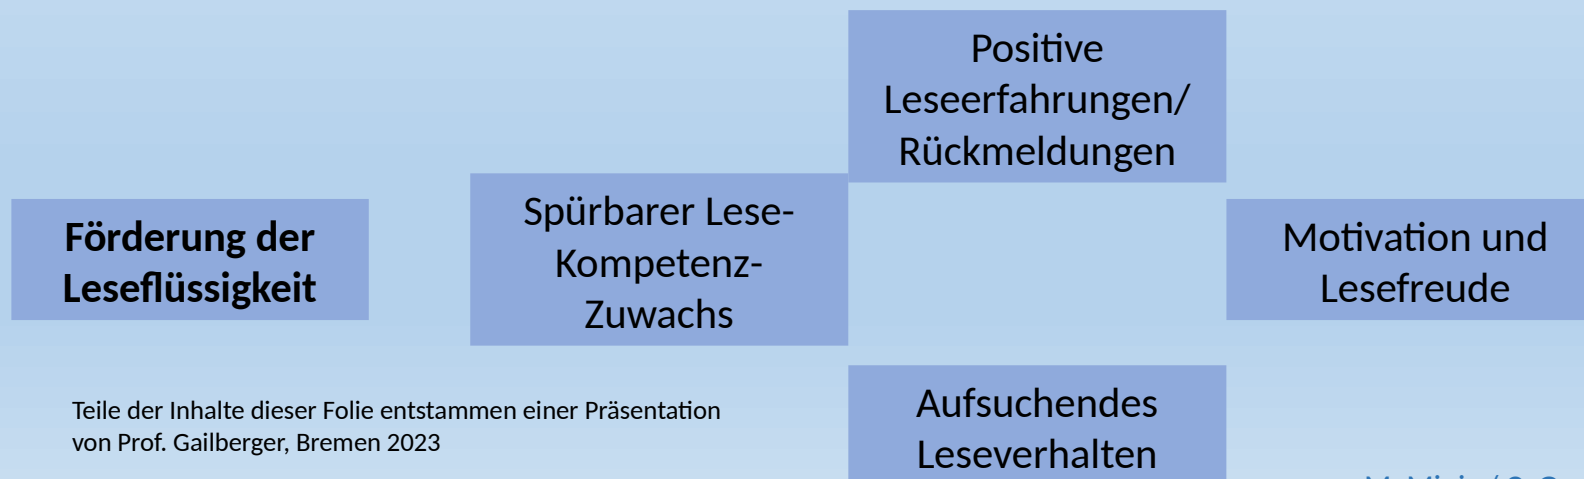 Positive
Leseerfahrungen/
Rückmeldungen
Spürbarer Lese-
Kompetenz-
Zuwachs
Förderung der
Leseflüssigkeit
Motivation und
Lesefreude
Aufsuchendes
Leseverhalten
Teile der Inhalte dieser Folie entstammen einer Präsentation
von Prof. Gailberger, Bremen 2023